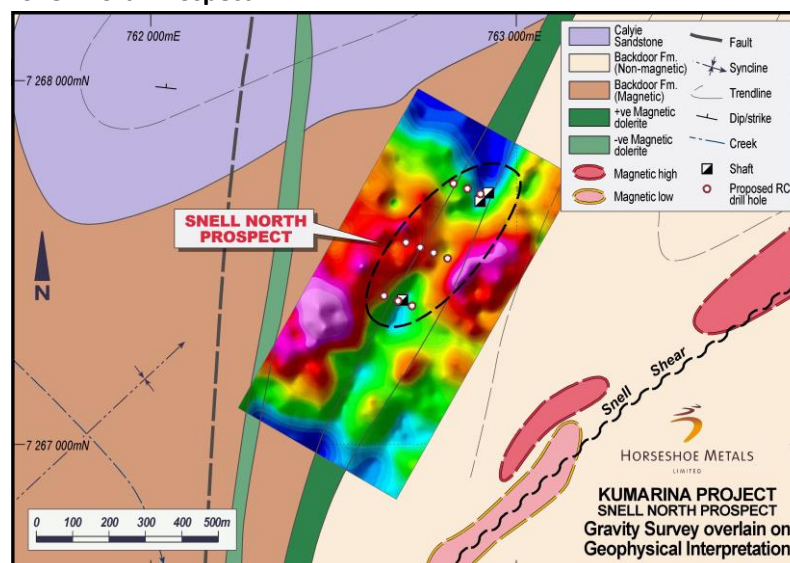 762 000mE
763 000mE
7 268 000mN
Calyie
Sandstone
Backdoor Fm.
(Non-magnetic)
Backdoor Fm.
(Magnetic)
+ve Magnetic
dolerite
-ve Magnetic
dolerite
Magnetic high
Magnetic low
Fault
Syncline
Trendline
Dip/strike
Creek
Shaft
Proposed RC
drill hole
SNELL NORTH
PROSPECT
N
Snell Shear
7 267 000mN
0 100 200 300 400 500m
HORSESHOE METALS
LIMITED
KUMARINA PROJECT
SNELL NORTH PROSPECT
Gravity Survey overlain on
Geophysical Interpretation